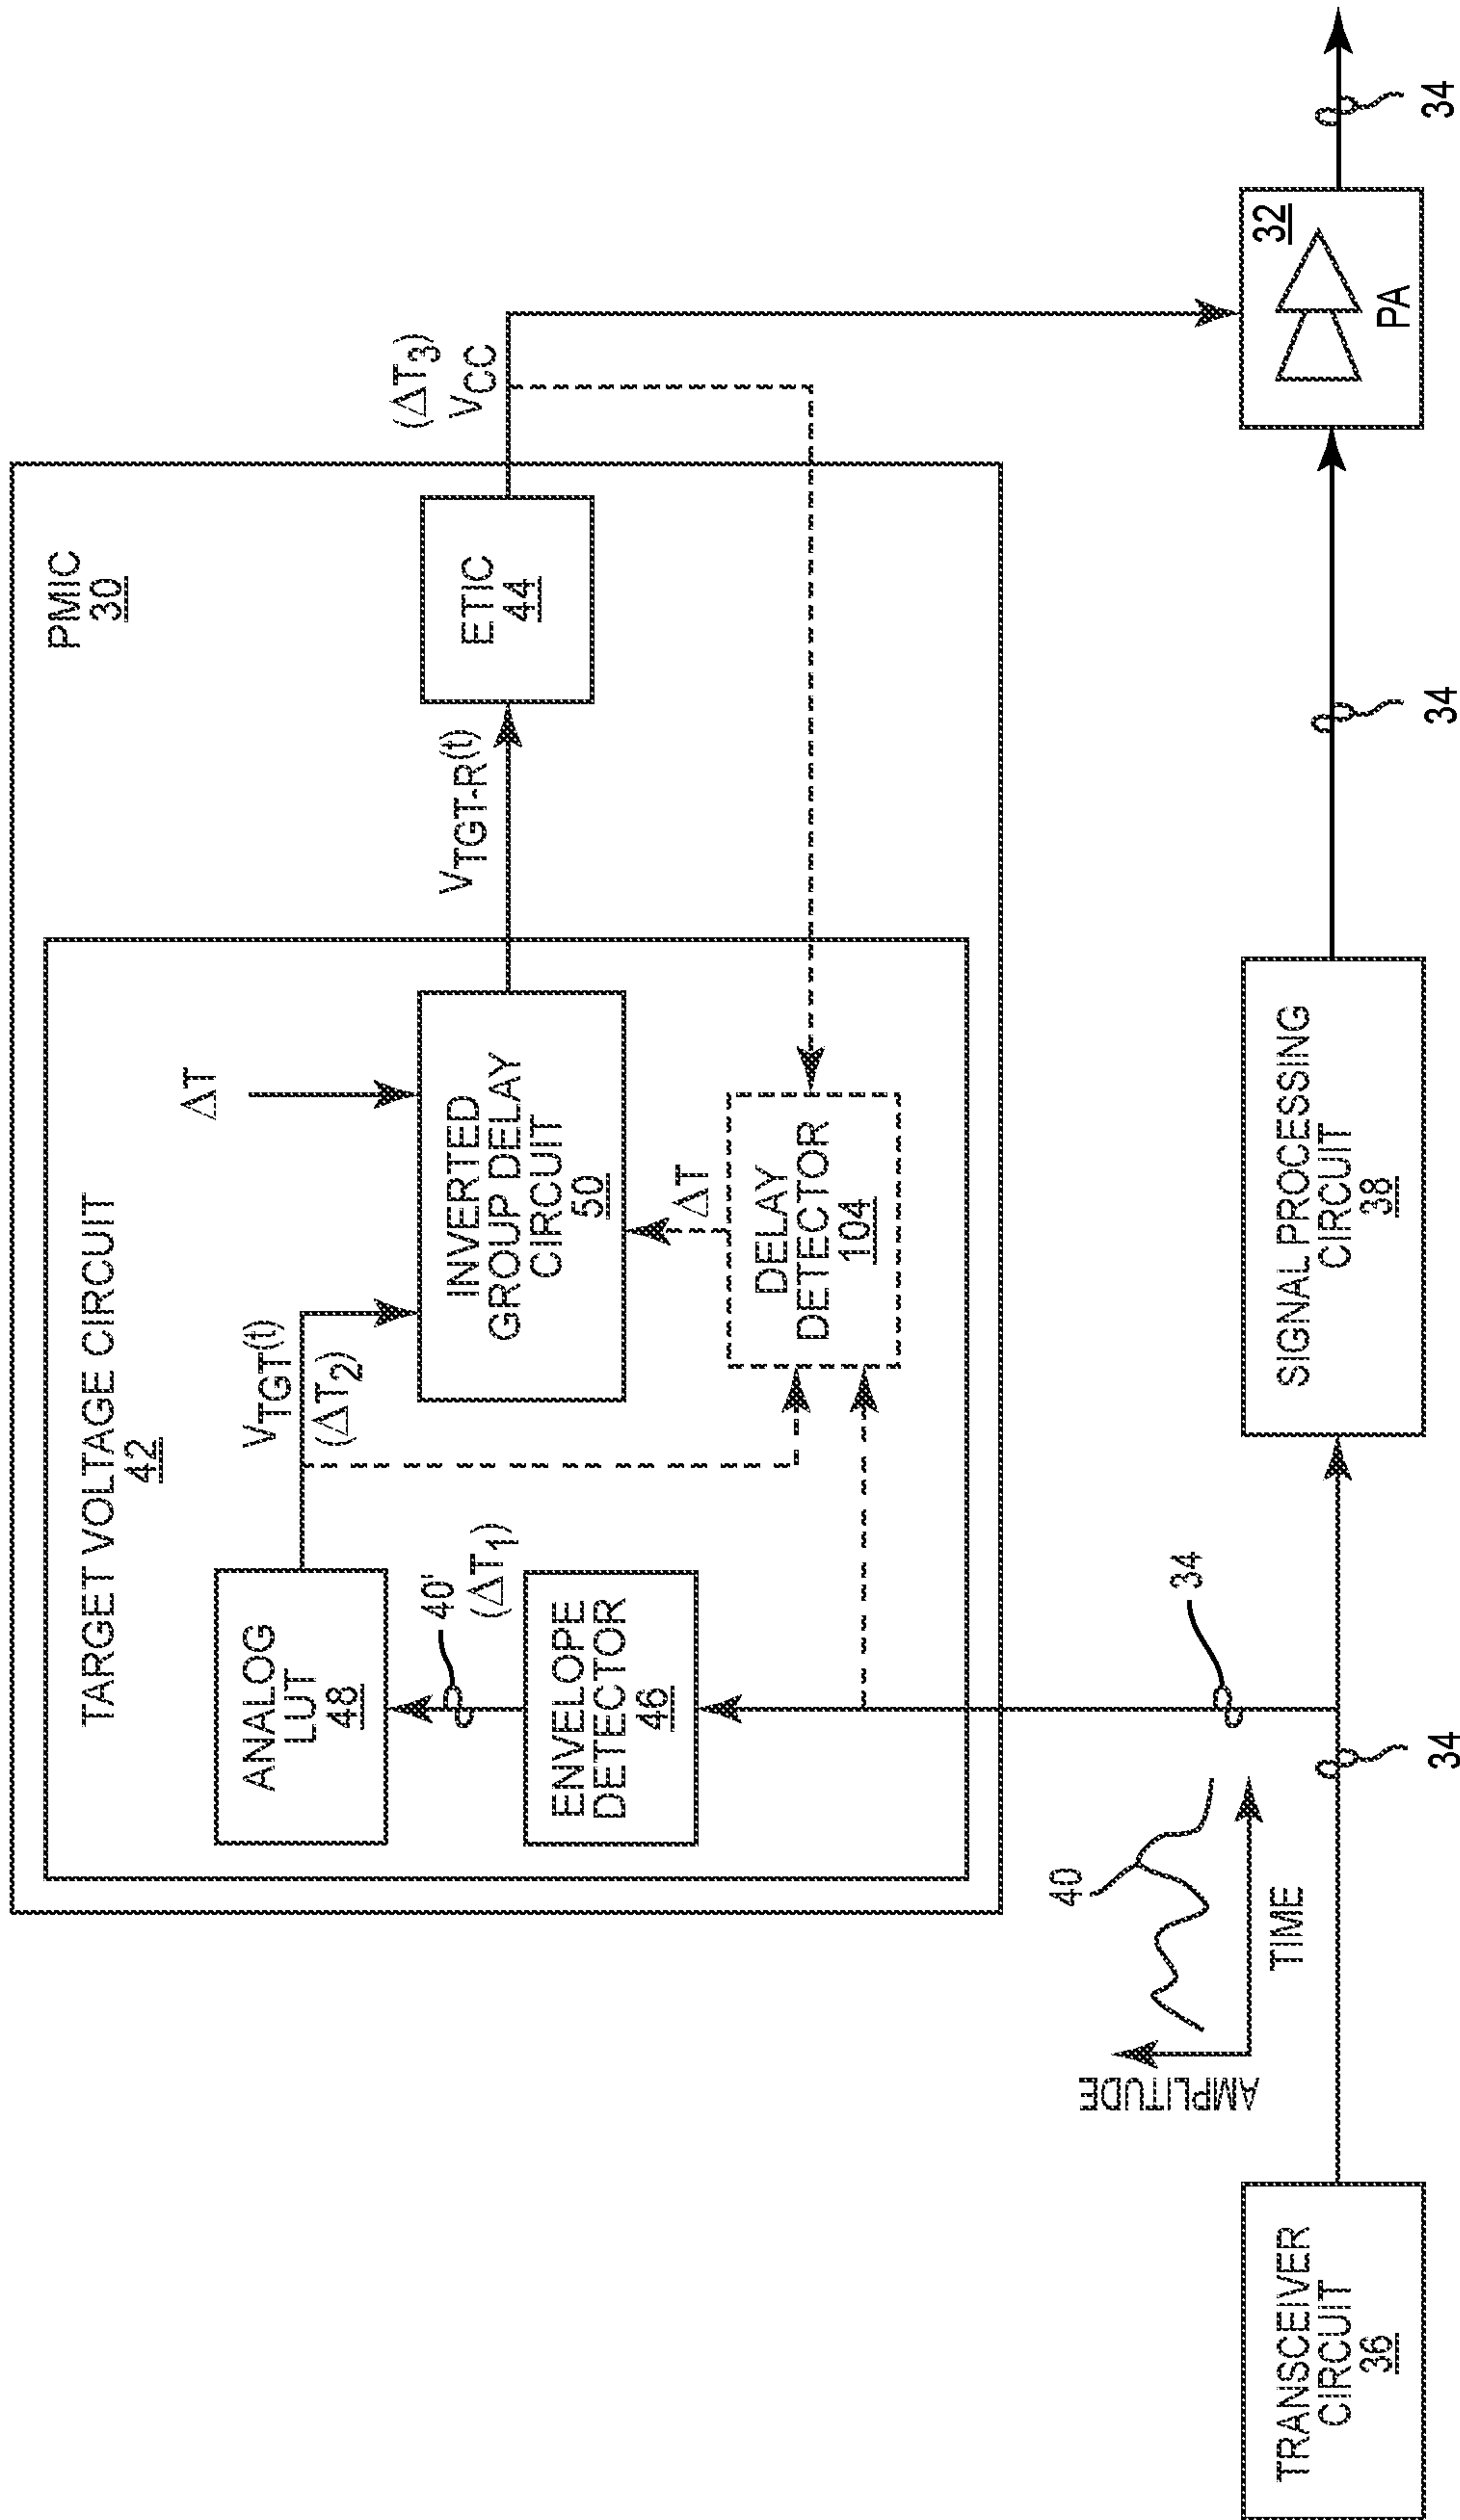 PMIC
30
TARGET VOLTAGE CIRCUIT
42
ANALOG
LUT
48
40'
(ΔT1)
ENVELOPE
DETECTOR
46
VTGT(t)
(ΔT2)
ΔT
INVERTED
GROUP DELAY
CIRCUIT
50
ΔT
DELAY
DETECTOR
104
VTGT-R(t)
ETIC
44
(ΔT3)
VCC
AMPLITUDE
40
TIME
34
TRANSCEIVER
CIRCUIT
36
34
SIGNAL PROCESSING
CIRCUIT
38
34
32
PA
34